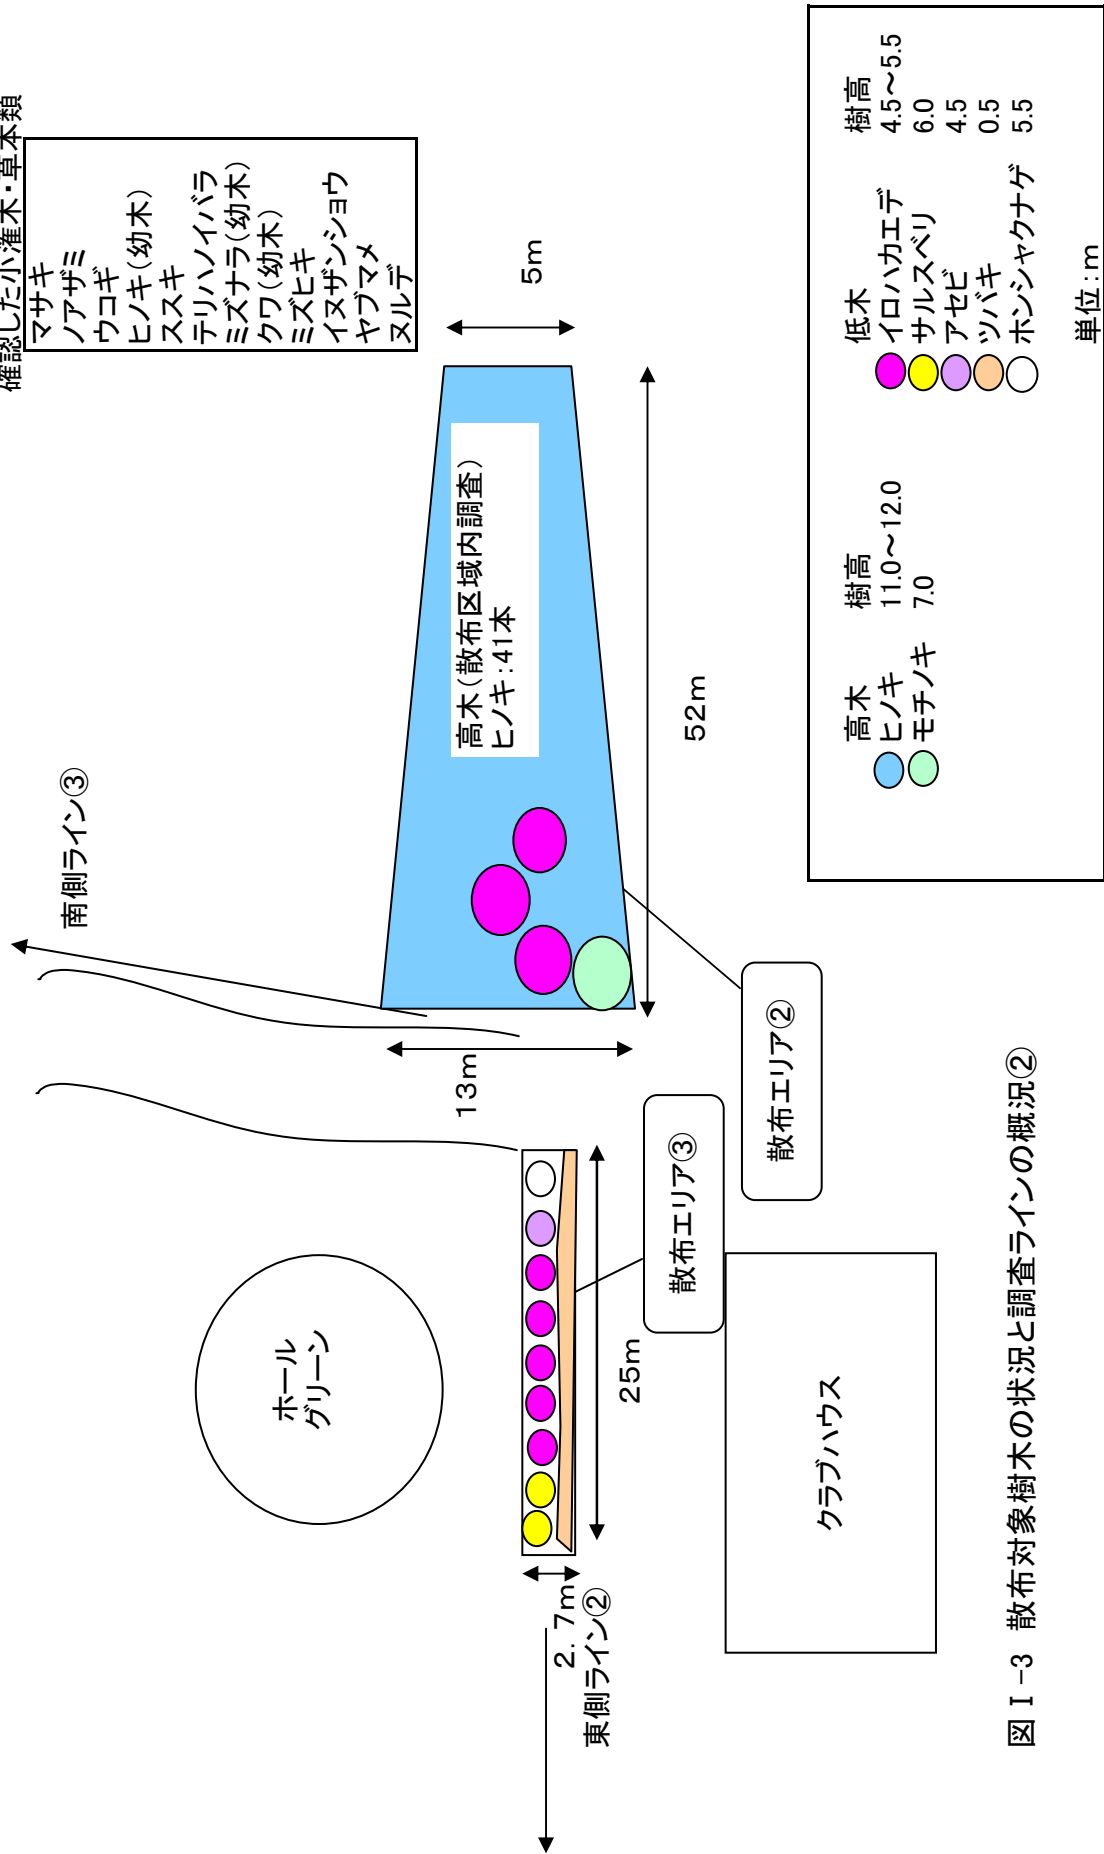 確認した小灌木・草本類
マサキ
ノアザミ
ウコギ
ヒノキ(幼木)
ススキ
テリハノイバラ
ミズナラ(幼木)
クワ(幼木)
ミズヒキ
イヌザンショウ
ヤブマメ
ヌルデ
南側ライン③
5m
高木(散布区域内調査)
ヒノキ:41本
13m
52m
ホール
グリーン
2.7m
東側ライン②
25m
散布エリア③
散布エリア②
クラブハウス
高木 樹高
ヒノキ 11.0~12.0
モチノキ 7.0
低木 樹高
イロハカエデ 4.5~5.5
サルスベリ 6.0
アセビ 4.5
ツバキ 0.5
ホンシャクナゲ 5.5
単位:m
図Ⅰ-3 散布対象樹木の状況と調査ラインの概況②